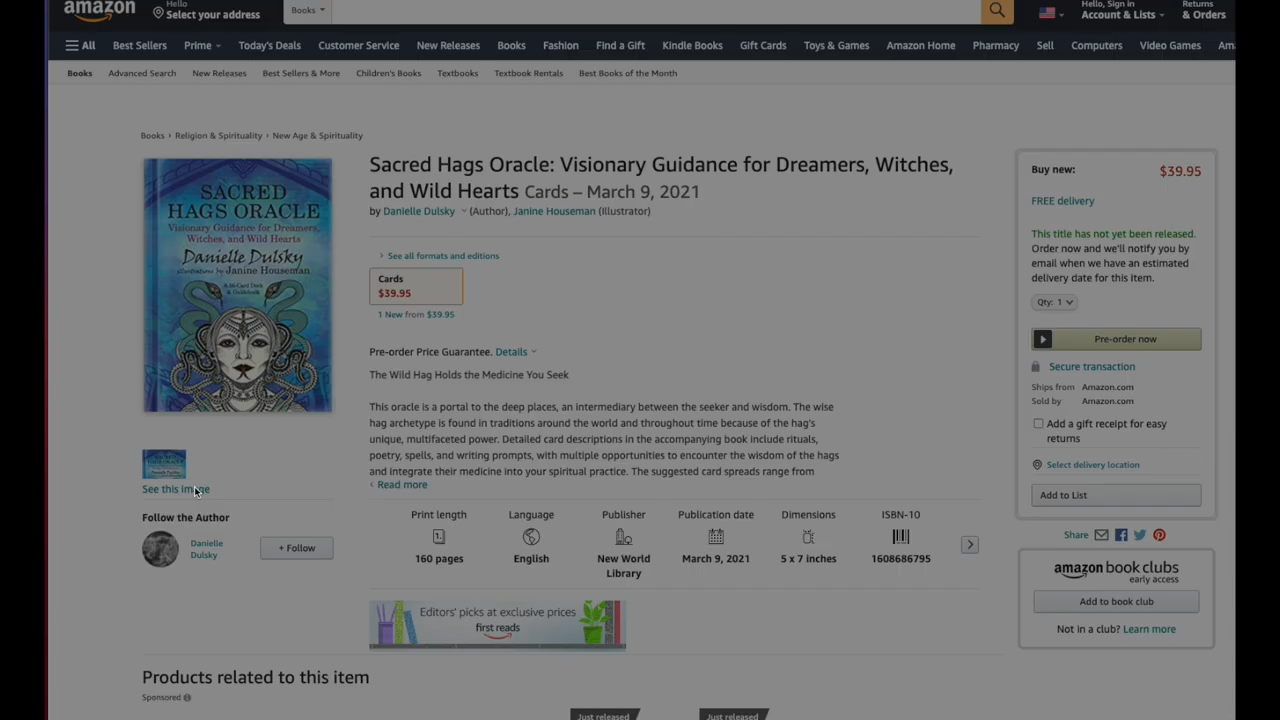 amazon
Hello
Select your address
Books
Hello, Sign in
Account & Lists
Returns
& Orders
All Best Sellers Prime Today's Deals Customer Service New Releases Books Fashion Find a Gift Kindle Books Gift Cards Toys & Games Amazon Home Pharmacy Sell Computers Video Games Am
Books Advanced Search New Releases Best Sellers & More Children's Books Textbooks Textbook Rentals Best Books of the Month
Books › Religion & Spirituality › New Age & Spirituality
SACRED
HAGS ORACLE
Visionary Guidance for Dreamers,
Witches, and Wild Hearts
Danielle Dulsky
illustrations by Janine Houseman
& Guidebook
See this image
Follow the Author
Danielle
Dulsky
+ Follow
Sacred Hags Oracle: Visionary Guidance for Dreamers, Witches,
and Wild Hearts Cards – March 9, 2021
by Danielle Dulsky (Author), Janine Houseman (Illustrator)
› See all formats and editions
Cards
$39.95
1 New from $39.95
Pre-order Price Guarantee. Details
The Wild Hag Holds the Medicine You Seek
This oracle is a portal to the deep places, an intermediary between the seeker and wisdom. The wise
hag archetype is found in traditions around the world and throughout time because of the hag's
unique, multifaceted power. Detailed card descriptions in the accompanying book include rituals,
poetry, spells, and writing prompts, with multiple opportunities to encounter the wisdom of the hags
and integrate their medicine into your spiritual practice. The suggested card spreads range from
Read more
Print length
160 pages
Language
English
Publisher
New World
Library
Publication date
March 9, 2021
Dimensions
5 x 7 inches
ISBN-10
1608686795
Editors' picks at exclusive prices
first reads
Products related to this item
Sponsored
Just released
Just released
Buy new: $39.95
FREE delivery
This title has not yet been released.
Order now and we'll notify you by
email when we have an estimated
delivery date for this item.
Qty: 1
Pre-order now
Secure transaction
Ships from Amazon.com
Sold by Amazon.com
Add a gift receipt for easy
returns
Select delivery location
Add to List
Share
amazon book clubs
early access
Add to book club
Not in a club? Learn more